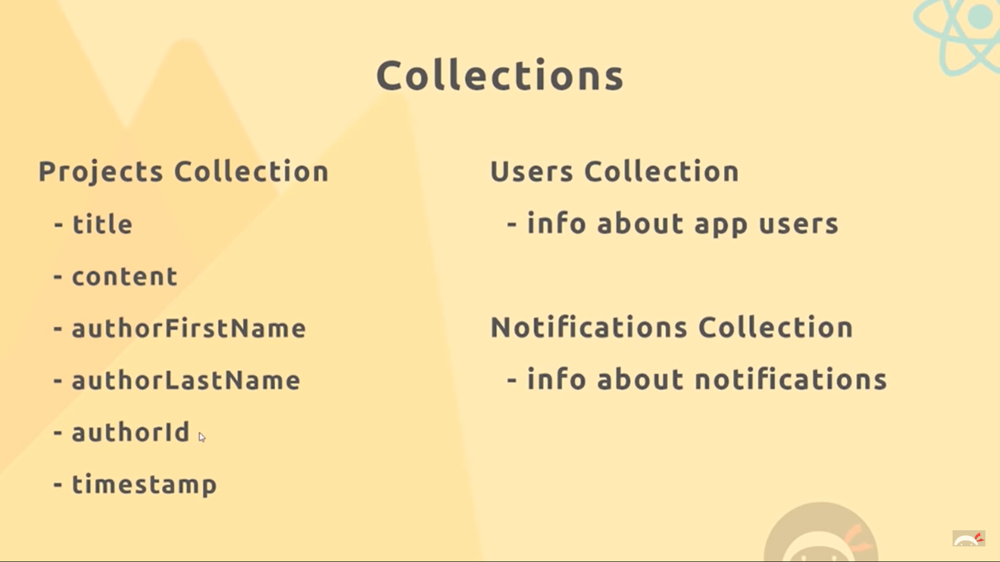 Collections
Projects Collection
- title
- content
- authorFirstName
- authorLastName
- authorId
- timestamp
Users Collection
- info about app users
Notifications Collection
- info about notifications